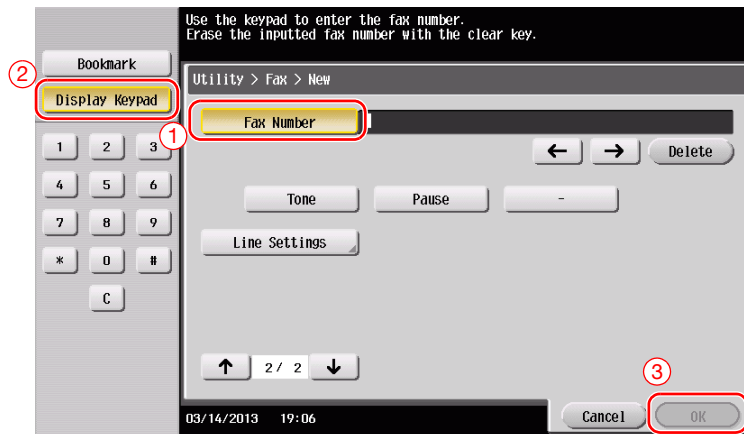 Use the keypad to enter the fax number.
Erase the inputted fax number with the clear key.
2
Bookmark
Display Keypad
Utility > Fax > New
1
Fax Number
1 2 3
← → Delete
4 5 6
Tone Pause -
7 8 9
Line Settings
* 0 #
C
↑ 2/ 2 ↓
3
03/14/2013 19:06
Cancel OK